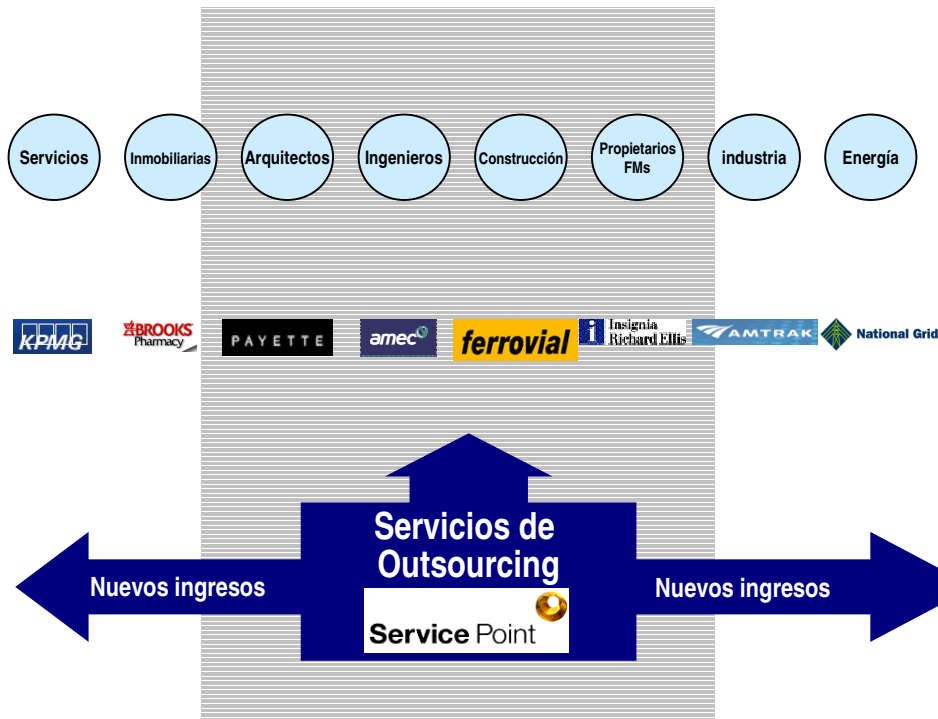 Servicios
Inmobiliarias
Arquitectos
Ingenieros
Construcción
Propietarios
FMs
industria
Energía
KPMG
BROOKS
Pharmacy
PAYETTE
amec
ferrovial
Insignia
Richard Ellis
AMTRAK
National Grid
Servicios de
Outsourcing
Nuevos ingresos
Nuevos ingresos
Service Point